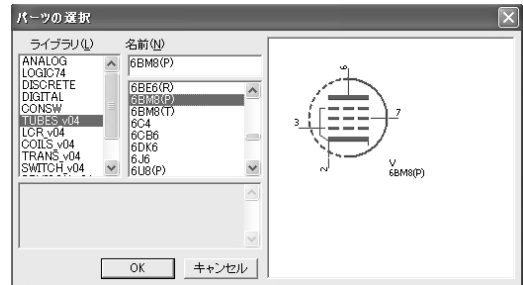 パーツの選択
ライブラリ(L)
ANALOG
LOGIC74
DISCRETE
DIGITAL
CONSW
TUBES_v04
LCR_v04
COILS_v04
TRANS_v04
SWITCH_v04
名前(N)
6BM8(P)
6BE6(R)
6BM8(P)
6BM8(T)
6C4
6CB6
6DK6
6J6
6U8(P)
6
7
3
2
V
6BM8(P)
OK
キャンセル